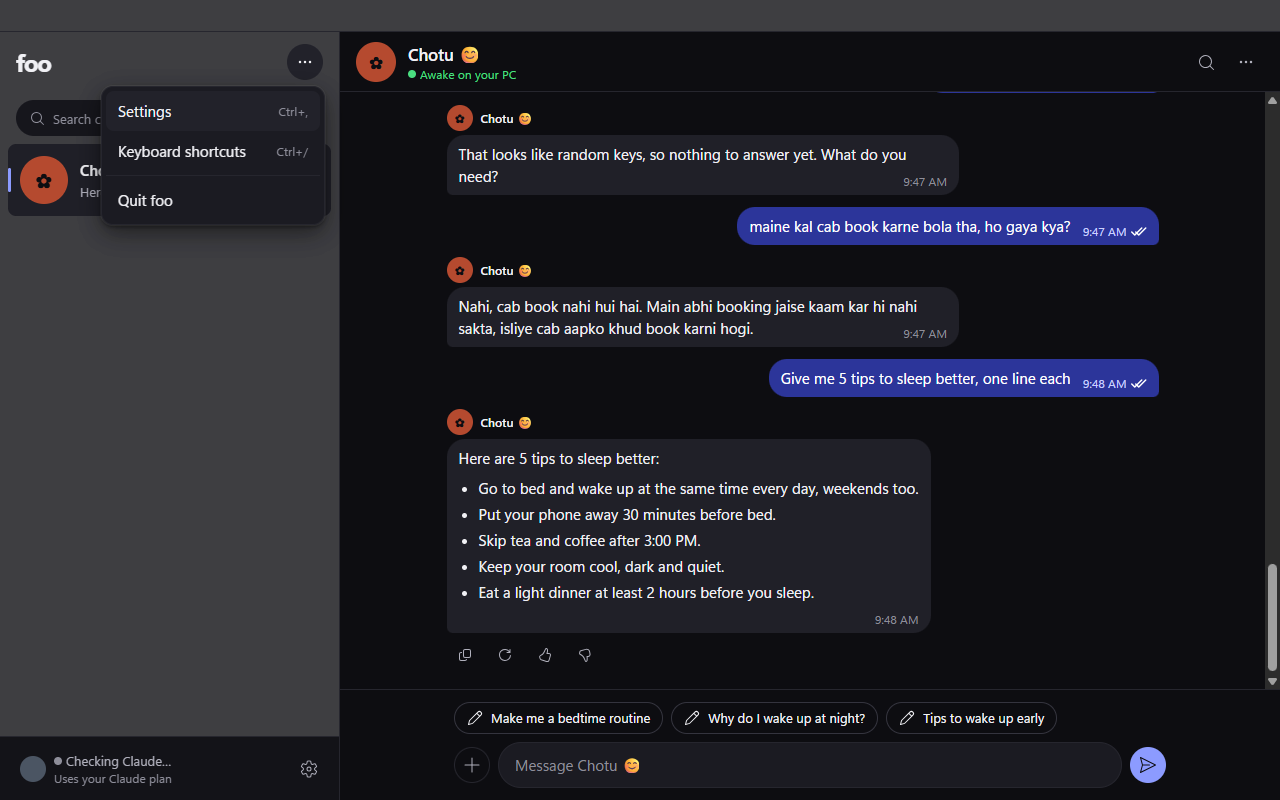 foo
Settings Ctrl+,
Search c
Keyboard shortcuts Ctrl+/
Quit foo
Checking Claude...
Uses your Claude plan
Chotu 😊
Awake on your PC
Chotu 😊
That looks like random keys, so nothing to answer yet. What do you
need?
9:47 AM
maine kal cab book karne bola tha, ho gaya kya? 9:47 AM
Chotu 😊
Nahi, cab book nahi hui hai. Main abhi booking jaise kaam kar hi nahi
sakta, isliye cab aapko khud book karni hogi.
9:47 AM
Give me 5 tips to sleep better, one line each 9:48 AM
Chotu 😊
Here are 5 tips to sleep better:
• Go to bed and wake up at the same time every day, weekends too.
• Put your phone away 30 minutes before bed.
• Skip tea and coffee after 3:00 PM.
• Keep your room cool, dark and quiet.
• Eat a light dinner at least 2 hours before you sleep.
9:48 AM
Make me a bedtime routine
Why do I wake up at night?
Tips to wake up early
Message Chotu 😊